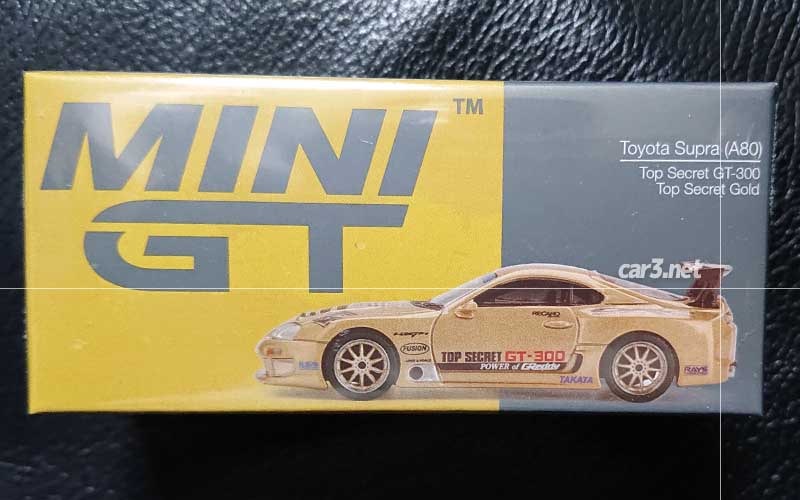 MINI
GT
TM
Toyota Supra (A80)
Top Secret GT-300
Top Secret Gold
car3.net
RECARO
FUSION
TOP SECRET GT-300
POWER of GReddy
TAKATA
RAYS